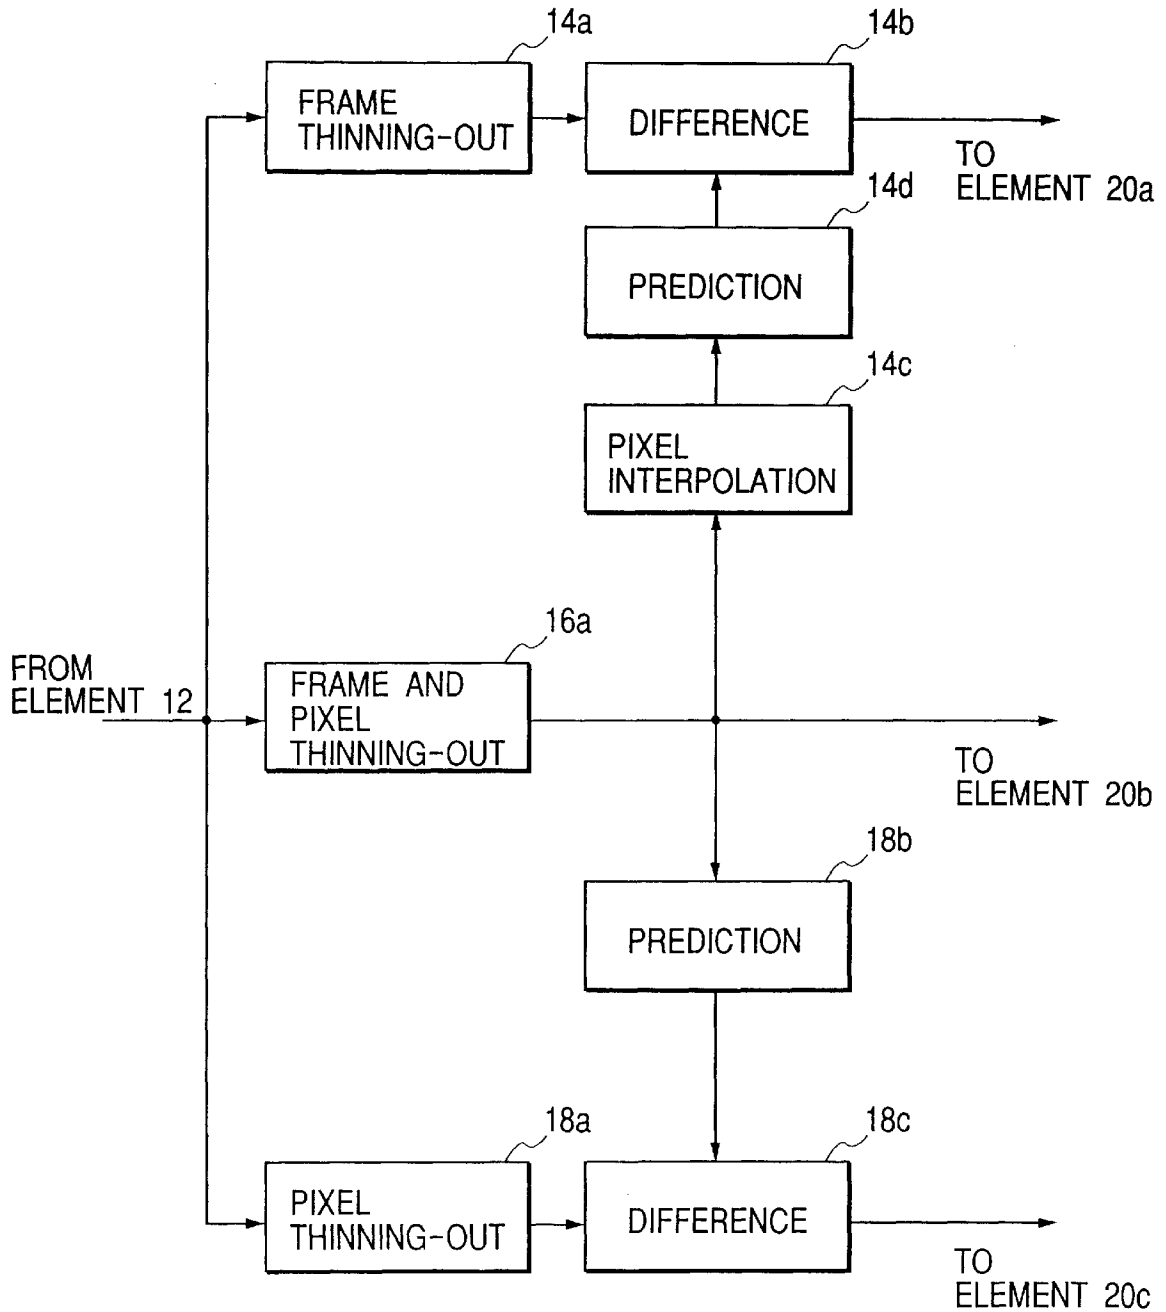 14a
14b
FRAME
THINNING-OUT
DIFFERENCE
TO
ELEMENT 20a
14d
PREDICTION
14c
PIXEL
INTERPOLATION
16a
FROM
ELEMENT 12
FRAME AND
PIXEL
THINNING-OUT
TO
ELEMENT 20b
18b
PREDICTION
18a
18c
PIXEL
THINNING-OUT
DIFFERENCE
TO
ELEMENT 20c